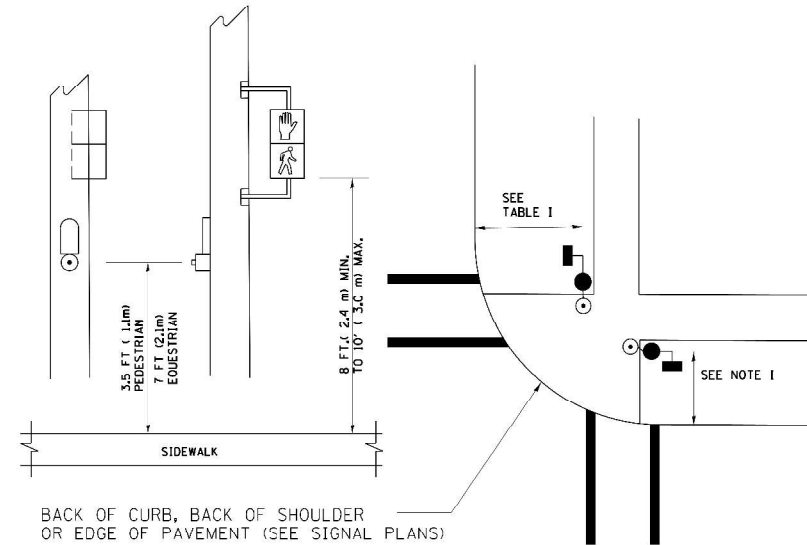 3.5 FT ( 1.1m)
PEDESTRIAN
7 FT (2.1m)
EQUESTRIAN
8 FT.( 2.4 m) MIN.
TO 10' ( 3.0 m) MAX.
SIDEWALK
SEE
TABLE I
SEE NOTE I
BACK OF CURB, BACK OF SHOULDER
OR EDGE OF PAVEMENT (SEE SIGNAL PLANS)